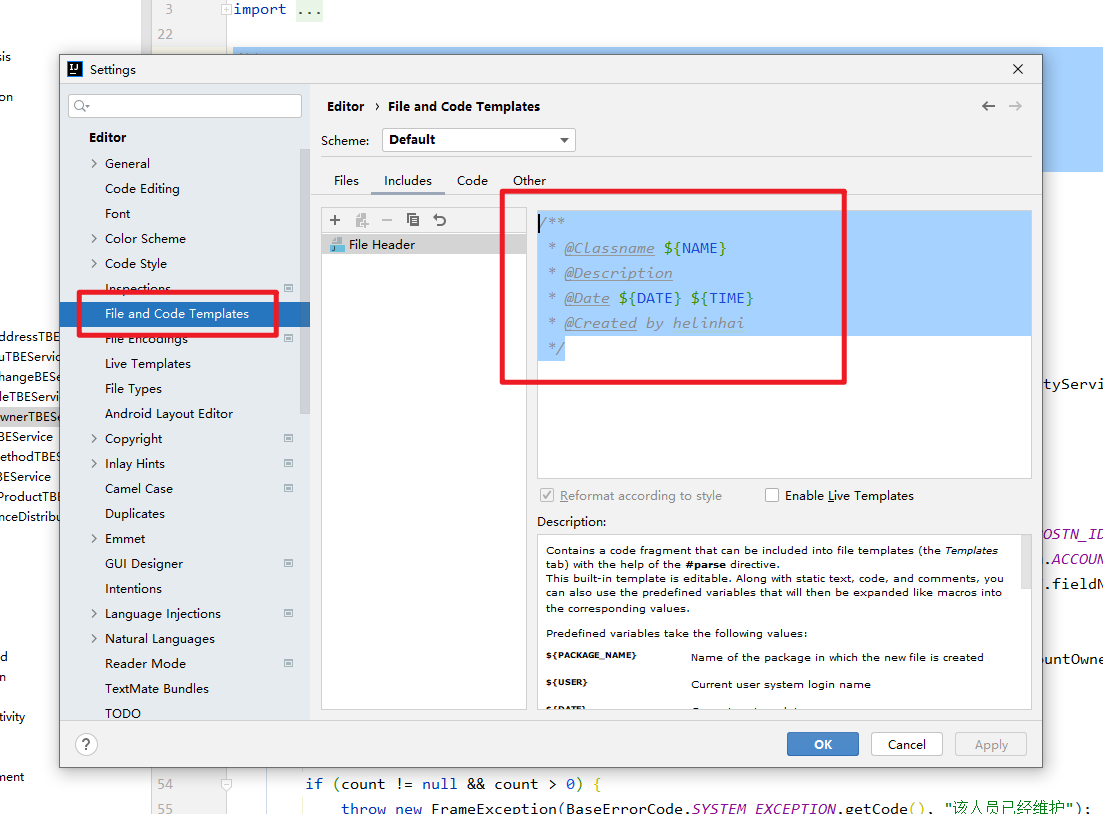 3 import ...
22
sis
on
Settings
Editor
General
Code Editing
Font
Color Scheme
Code Style
Inspections
File and Code Templates
File Encodings
Live Templates
File Types
Android Layout Editor
Copyright
Inlay Hints
Camel Case
Duplicates
Emmet
GUI Designer
Intentions
Language Injections
Natural Languages
Reader Mode
TextMate Bundles
TODO
Editor › File and Code Templates
Scheme: Default
Files Includes Code Other
File Header
/**
* @Classname ${NAME}
* @Description
* @Date ${DATE} ${TIME}
* @Created by helinhai
*/
Reformat according to style Enable Live Templates
Description:
Contains a code fragment that can be included into file templates (the Templates
tab) with the help of the #parse directive.
This built-in template is editable. Along with static text, code, and comments, you
can also use the predefined variables that will then be expanded like macros into
the corresponding values.
Predefined variables take the following values:
${PACKAGE_NAME} Name of the package in which the new file is created
${USER} Current user system login name
${DATE}
? OK Cancel Apply
ddressTBE
uTBEServic
hangeBESe
leTBEServi
wnerTBESe
BEService
ethodTBES
BEService
ProductTBE
nceDistribu
d
n
tivity
ment
tyServi
OSTN_ID
.ACCOUN
.fieldN
untOwne
54 if (count != null && count > 0) {
55 throw new FrameException(BaseErrorCode.SYSTEM_EXCEPTION.getCode(), "该人员已经维护");